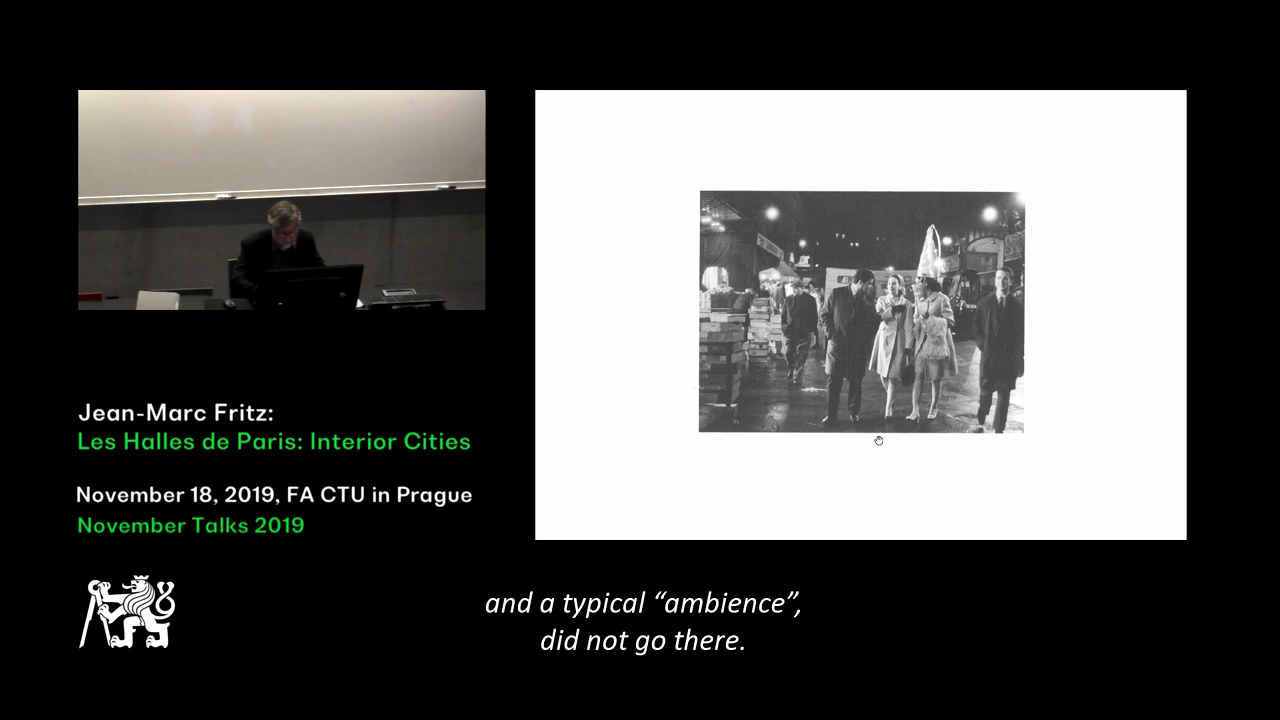 Jean-Marc Fritz:
Les Halles de Paris: Interior Cities
November 18, 2019, FA CTU in Prague
November Talks 2019
and a typical “ambience”,
did not go there.